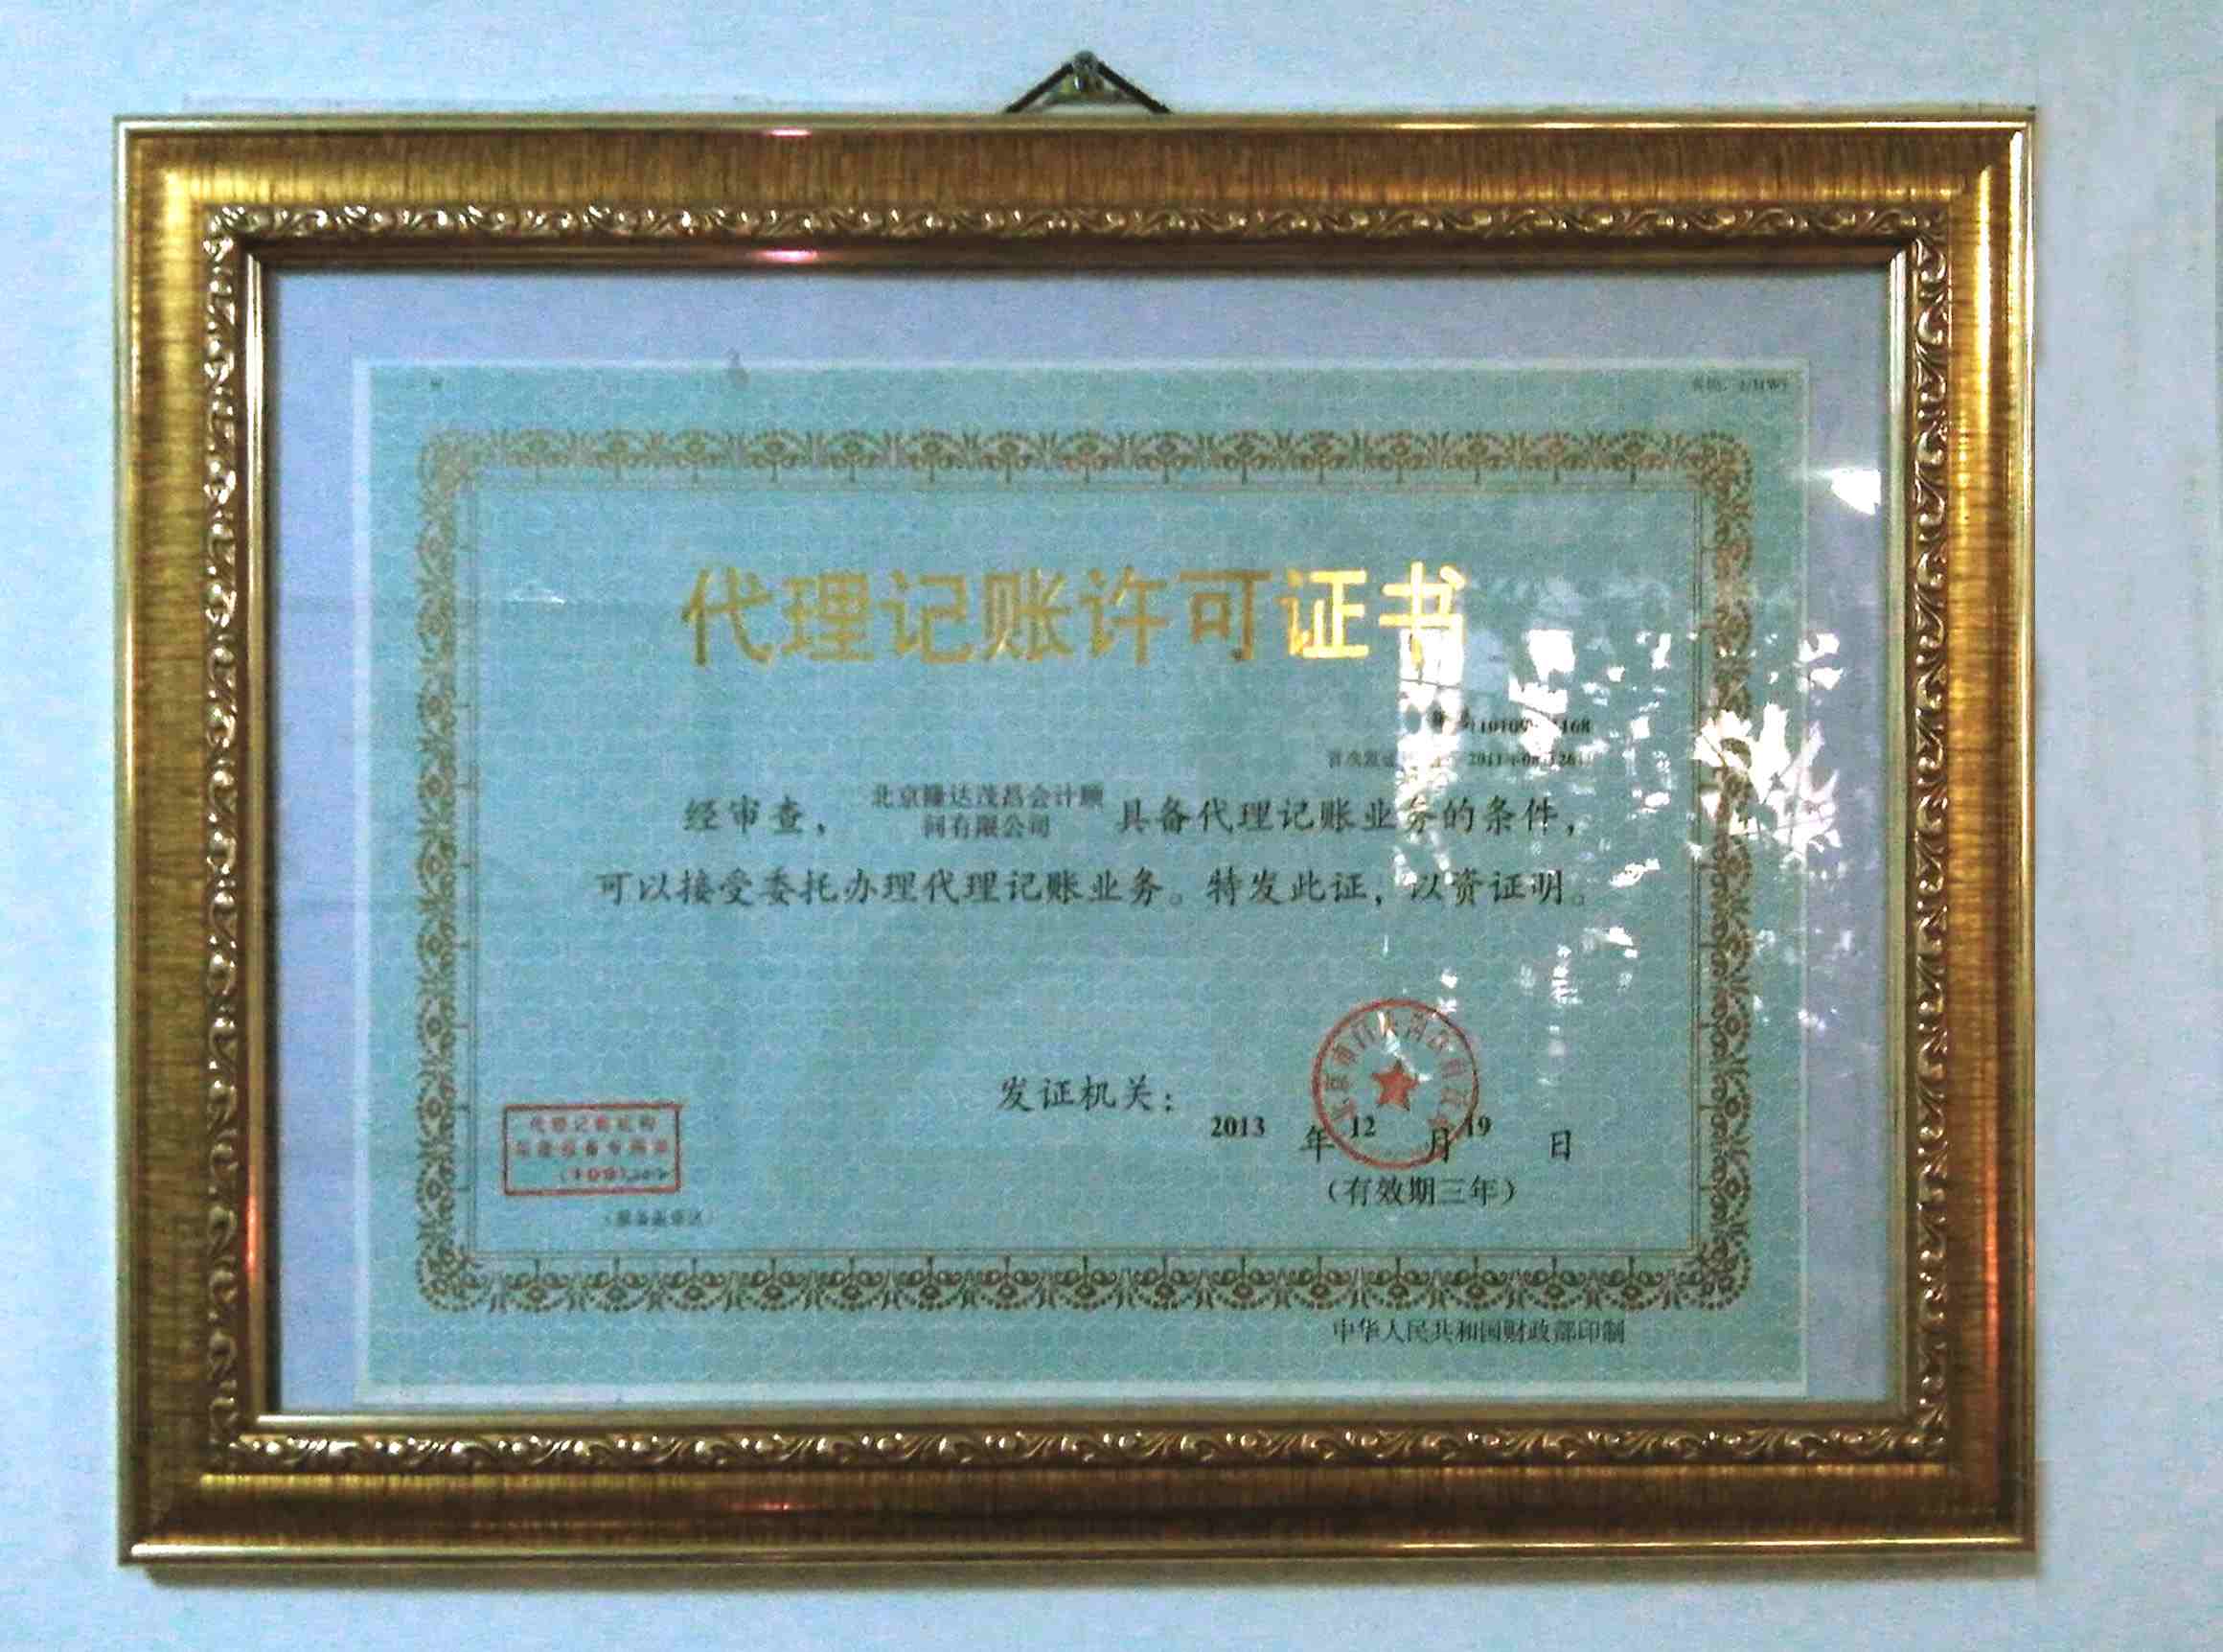 代理记账许可证书
经审查， 北京隆达茂昌会计顾问有限公司 具备代理记账业务的条件，
可以接受委托办理代理记账业务。特发此证，以资证明。
发证机关：
2013 年 12 月 19 日
（有效期三年）
中华人民共和国财政部印制